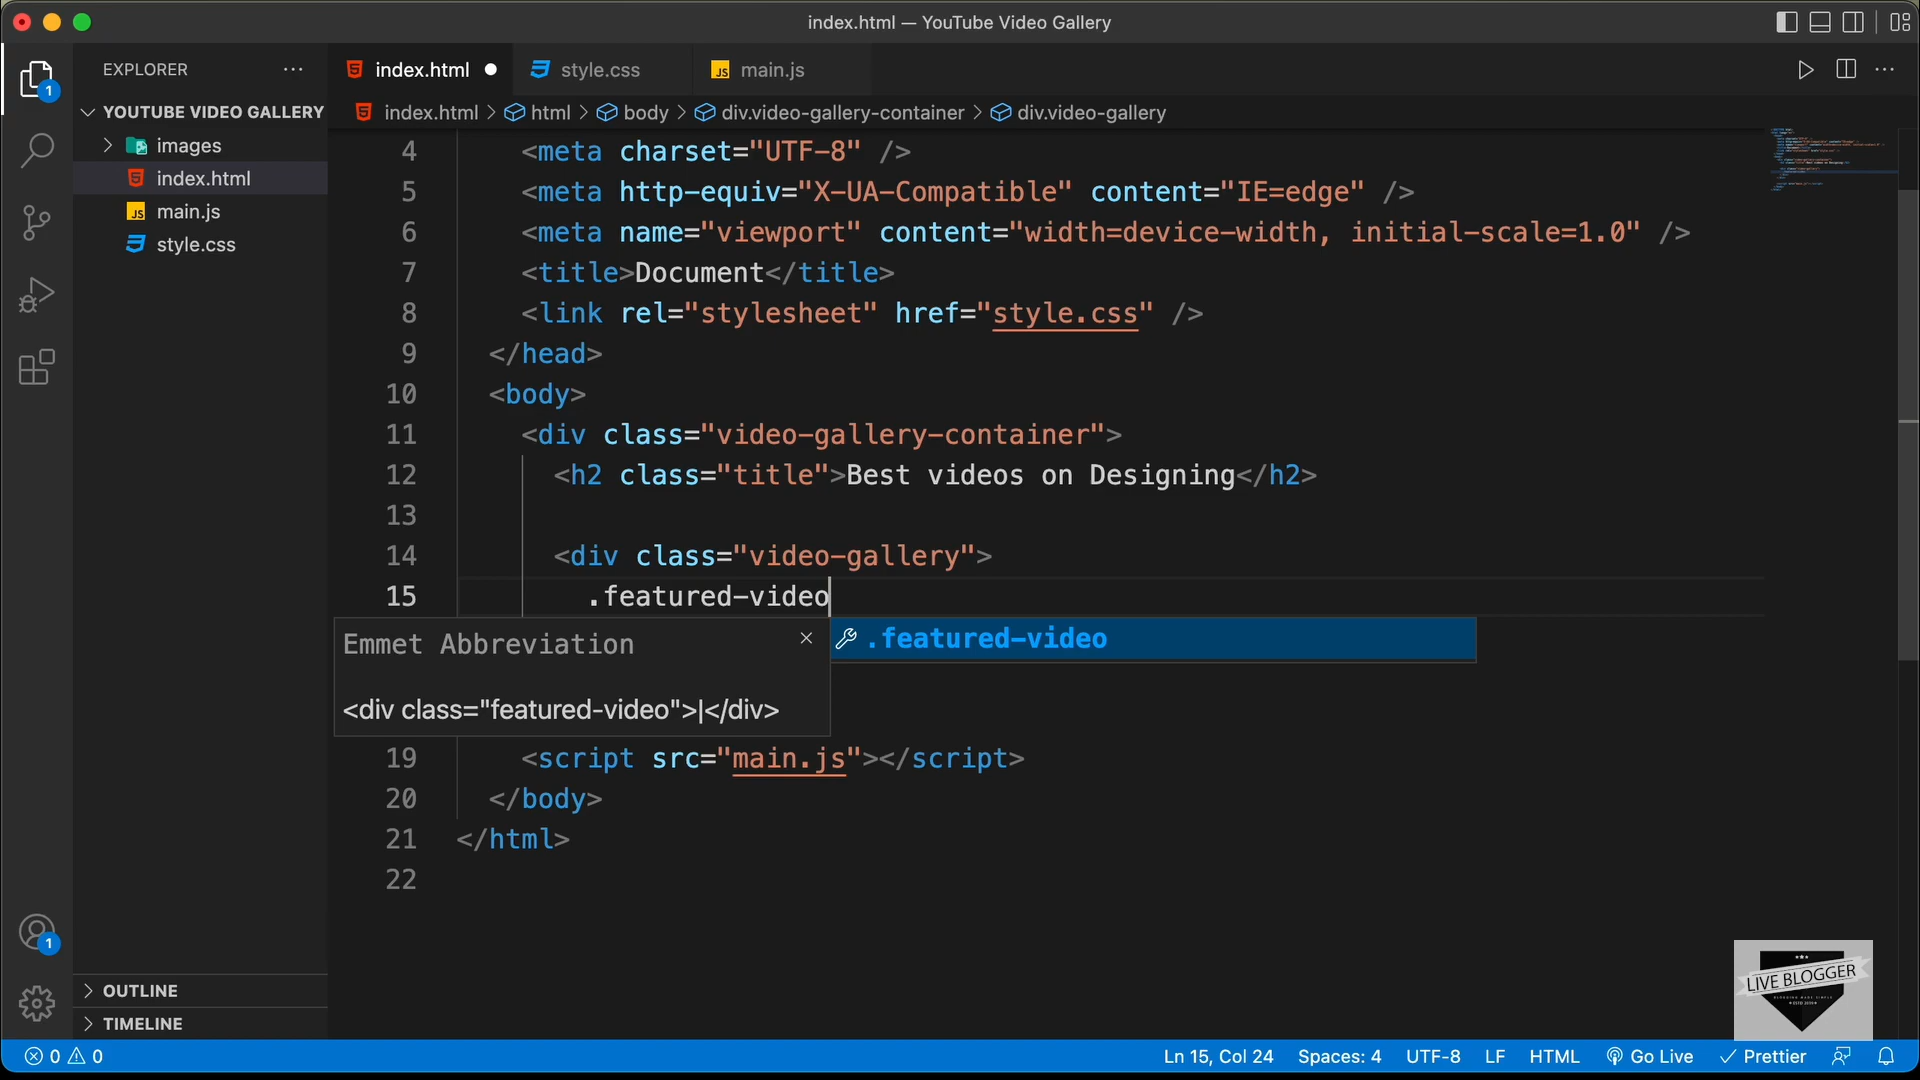 index.html — YouTube Video Gallery
EXPLORER
index.html
style.css
JS main.js
1
YOUTUBE VIDEO GALLERY
index.html > html > body > div.video-gallery-container > div.video-gallery
images
index.html
JS main.js
style.css
4 <meta charset="UTF-8" />
5 <meta http-equiv="X-UA-Compatible" content="IE=edge" />
6 <meta name="viewport" content="width=device-width, initial-scale=1.0" />
7 <title>Document</title>
8 <link rel="stylesheet" href="style.css" />
9 </head>
10 <body>
11 <div class="video-gallery-container">
12 <h2 class="title">Best videos on Designing</h2>
13
14 <div class="video-gallery">
15 .featured-video
Emmet Abbreviation
.featured-video
<div class="featured-video">|</div>
19 <script src="main.js"></script>
20 </body>
21 </html>
22
1
OUTLINE
TIMELINE
LIVE BLOGGER
0 0
Ln 15, Col 24 Spaces: 4 UTF-8 LF HTML Go Live Prettier